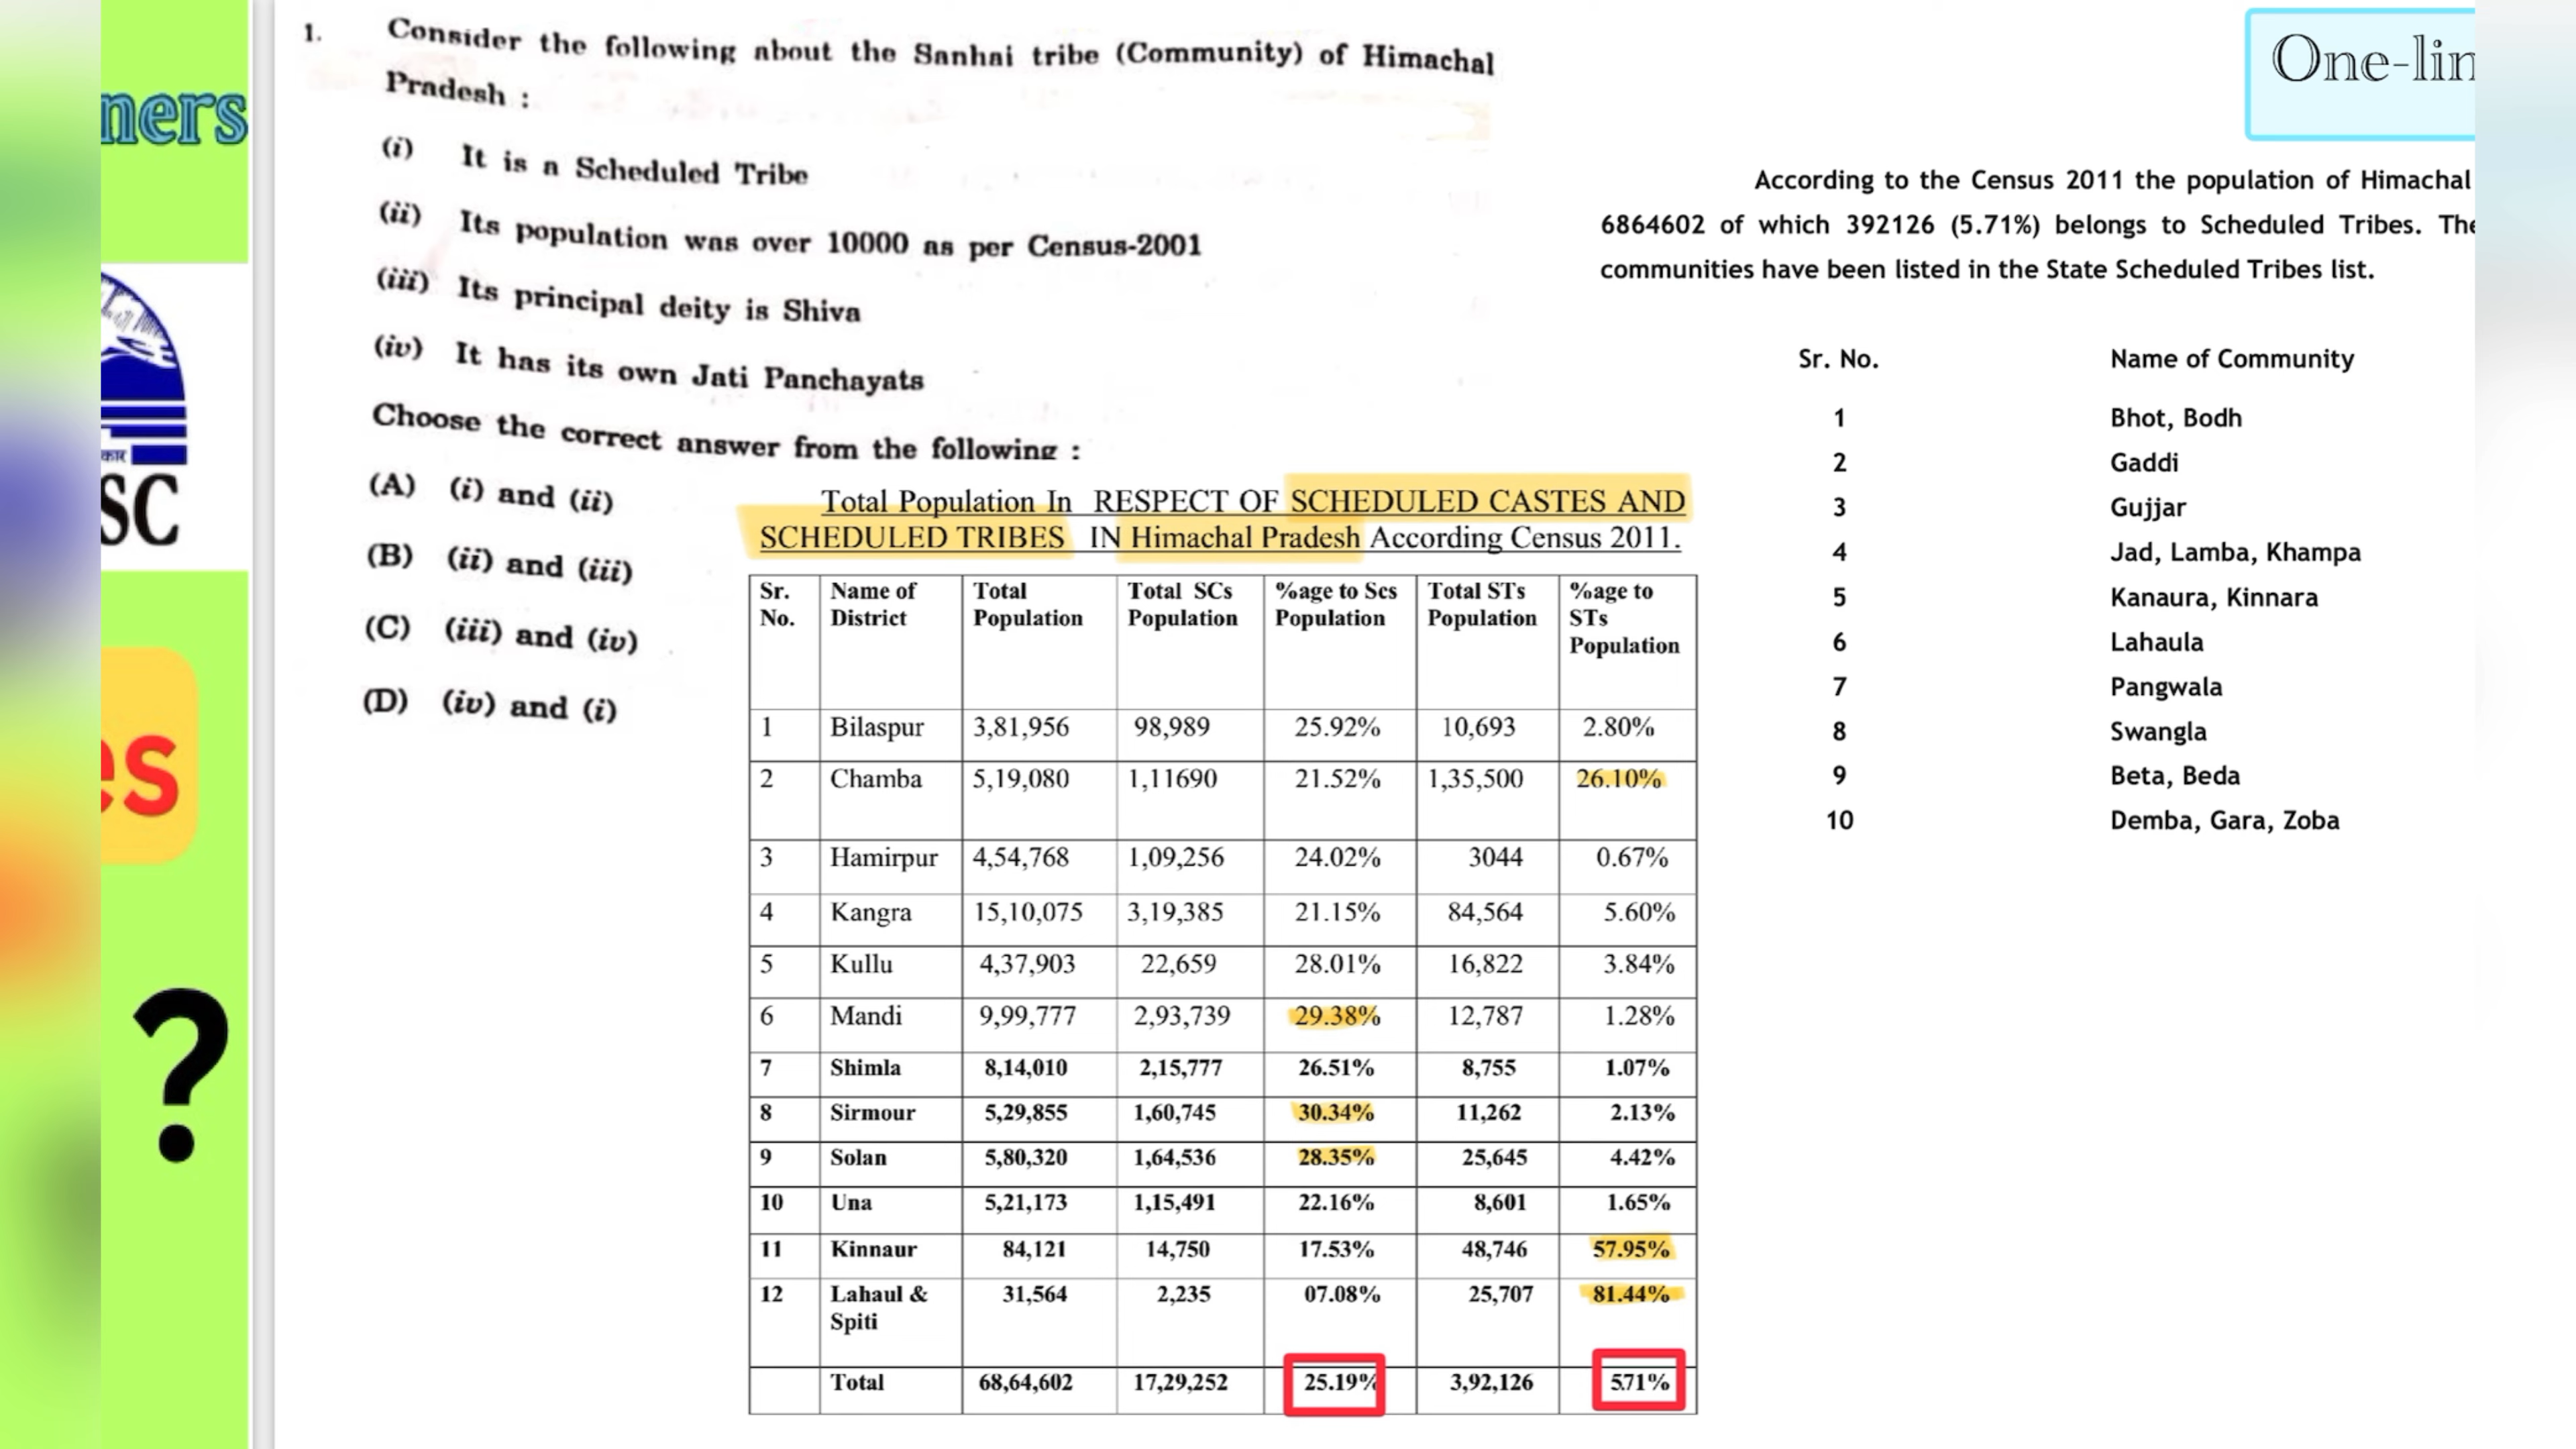 ners
कार
SC
es
?
1. Consider the following about the Sanhai tribe (Community) of Himachal
Pradesh :
(i) It is a Scheduled Tribe
(ii) Its population was over 10000 as per Census-2001
(iii) Its principal deity is Shiva
(iv) It has its own Jati Panchayats
Choose the correct answer from the following :
(A) (i) and (ii)
(B) (ii) and (iii)
(C) (iii) and (iv)
(D) (iv) and (i)
Total Population In RESPECT OF SCHEDULED CASTES AND
SCHEDULED TRIBES IN Himachal Pradesh According Census 2011.
Sr. No. Name of District Total Population Total SCs Population %age to Scs Population Total STs Population %age to STs Population
1 Bilaspur 3,81,956 98,989 25.92% 10,693 2.80%
2 Chamba 5,19,080 1,11690 21.52% 1,35,500 26.10%
3 Hamirpur 4,54,768 1,09,256 24.02% 3044 0.67%
4 Kangra 15,10,075 3,19,385 21.15% 84,564 5.60%
5 Kullu 4,37,903 22,659 28.01% 16,822 3.84%
6 Mandi 9,99,777 2,93,739 29.38% 12,787 1.28%
7 Shimla 8,14,010 2,15,777 26.51% 8,755 1.07%
8 Sirmour 5,29,855 1,60,745 30.34% 11,262 2.13%
9 Solan 5,80,320 1,64,536 28.35% 25,645 4.42%
10 Una 5,21,173 1,15,491 22.16% 8,601 1.65%
11 Kinnaur 84,121 14,750 17.53% 48,746 57.95%
12 Lahaul & Spiti 31,564 2,235 07.08% 25,707 81.44%
Total 68,64,602 17,29,252 25.19% 3,92,126 5.71%
One-lin
According to the Census 2011 the population of Himachal
6864602 of which 392126 (5.71%) belongs to Scheduled Tribes. The
communities have been listed in the State Scheduled Tribes list.
Sr. No. Name of Community
1 Bhot, Bodh
2 Gaddi
3 Gujjar
4 Jad, Lamba, Khampa
5 Kanaura, Kinnara
6 Lahaula
7 Pangwala
8 Swangla
9 Beta, Beda
10 Demba, Gara, Zoba